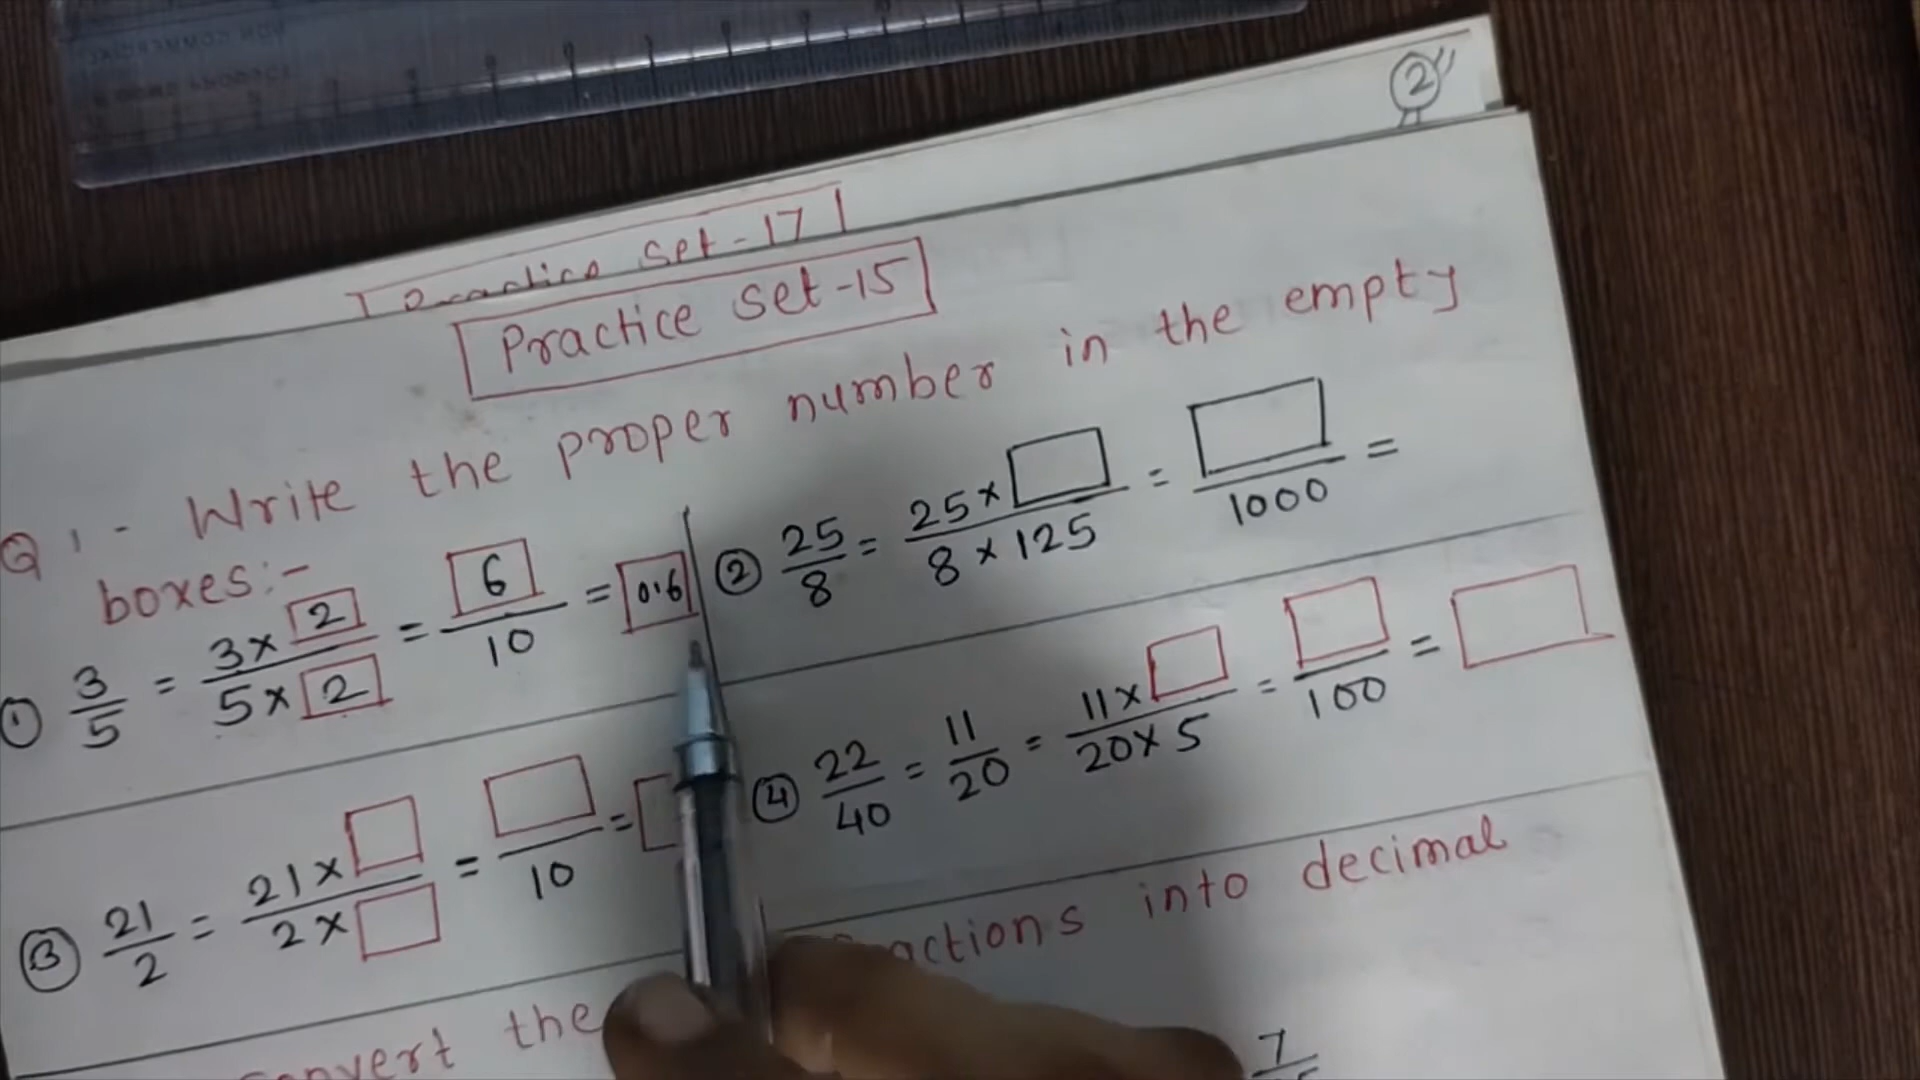 2
Practice Set-17
Practice Set-15
Q 1 - Write the proper number in the empty
boxes:-
① 3/5 = 3×2/5×2 = 6/10 = 0.6
② 25/8 = 25×□/8×125 = □/1000 =
③ 21/2 = 21×□/2×□ = □/10 =
④ 22/40 = 11/20 = 11×□/20×5 = □/100 = □
the into decimal
7